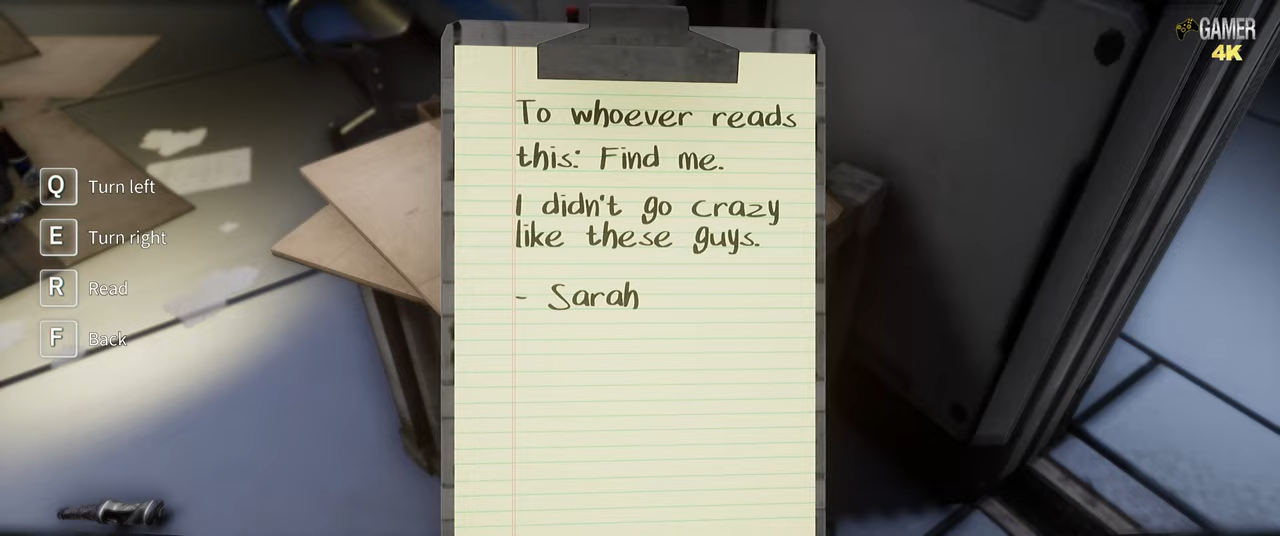 GAMER
4K
To whoever reads
this: Find me.
I didn't go crazy
like these guys.
- Sarah
Q Turn left
E Turn right
R Read
F Back